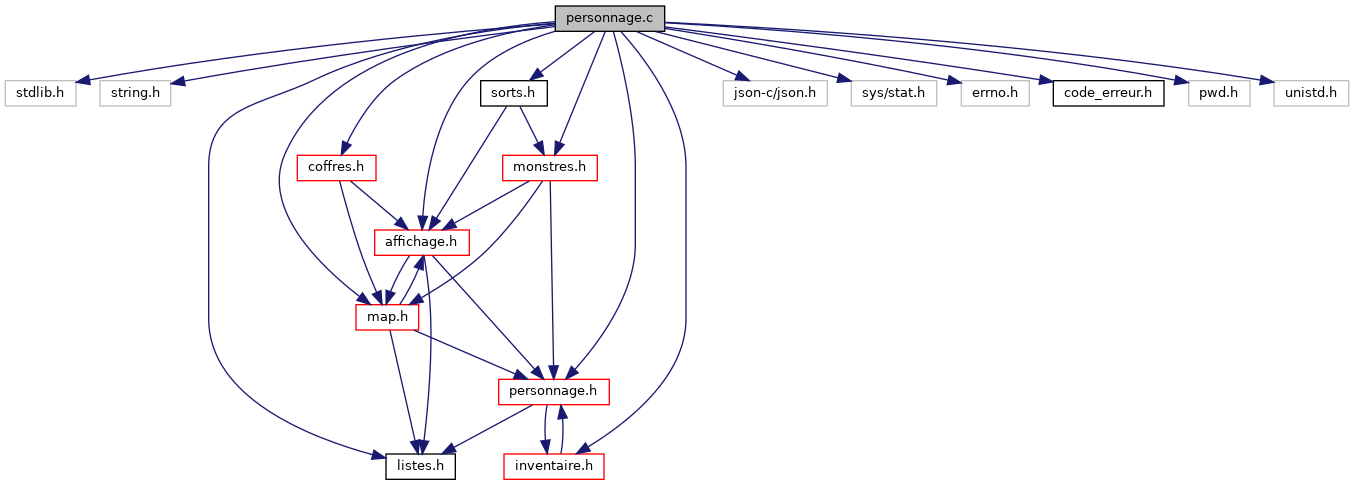 personnage.c
stdlib.h
string.h
sorts.h
json-c/json.h
sys/stat.h
errno.h
code_erreur.h
pwd.h
unistd.h
coffres.h
monstres.h
affichage.h
map.h
personnage.h
listes.h
inventaire.h